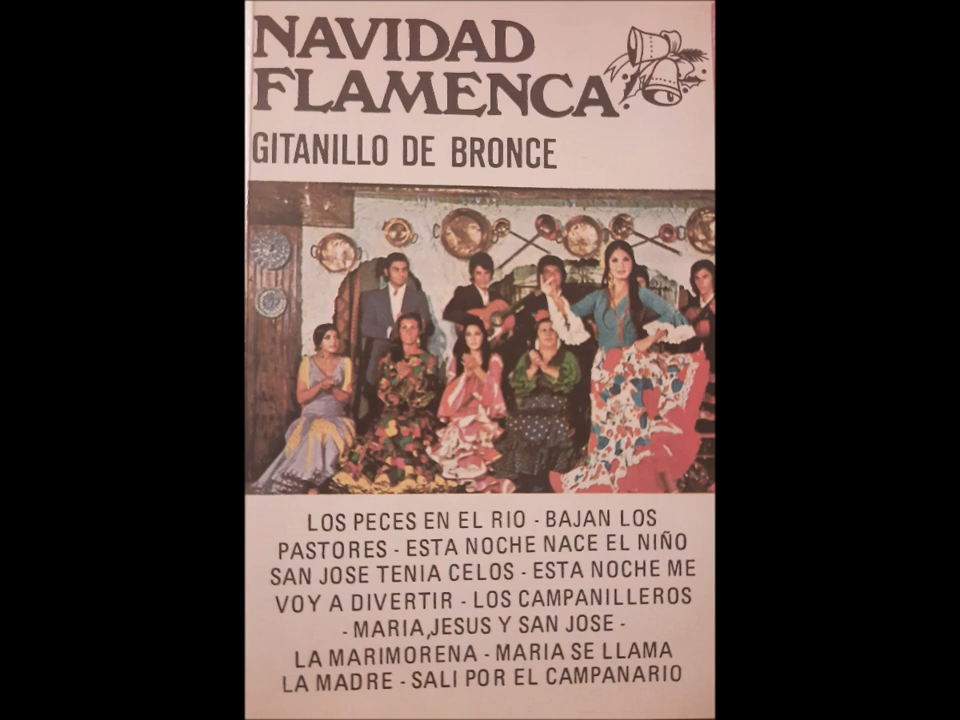 NAVIDAD
FLAMENCA
GITANILLO DE BRONCE
LOS PECES EN EL RIO - BAJAN LOS
PASTORES - ESTA NOCHE NACE EL NIÑO
SAN JOSE TENIA CELOS - ESTA NOCHE ME
VOY A DIVERTIR - LOS CAMPANILLEROS
- MARIA,JESUS Y SAN JOSE -
LA MARIMORENA - MARIA SE LLAMA
LA MADRE - SALI POR EL CAMPANARIO